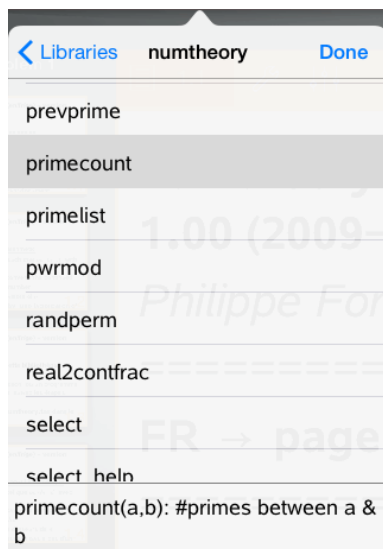 Libraries numtheory Done
prevprime
primecount
primelist
1.00 (2009–
pwrmod
Philippe For
randperm
real2contfrac
select
FR → page
select_help
primecount(a,b): #primes between a &
b